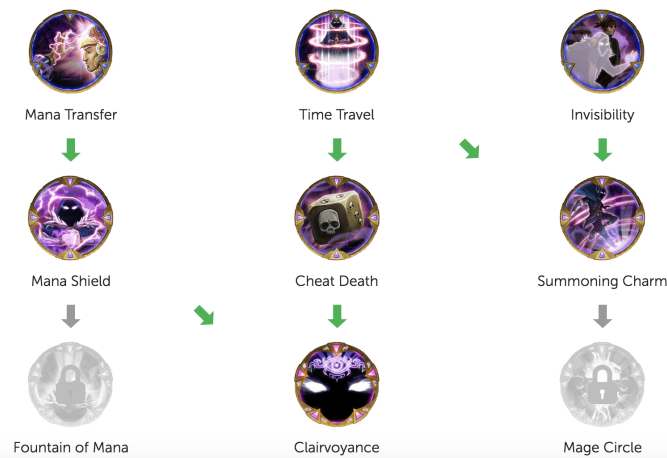 Mana Transfer
Time Travel
Invisibility
Mana Shield
Cheat Death
Summoning Charm
Fountain of Mana
Clairvoyance
Mage Circle